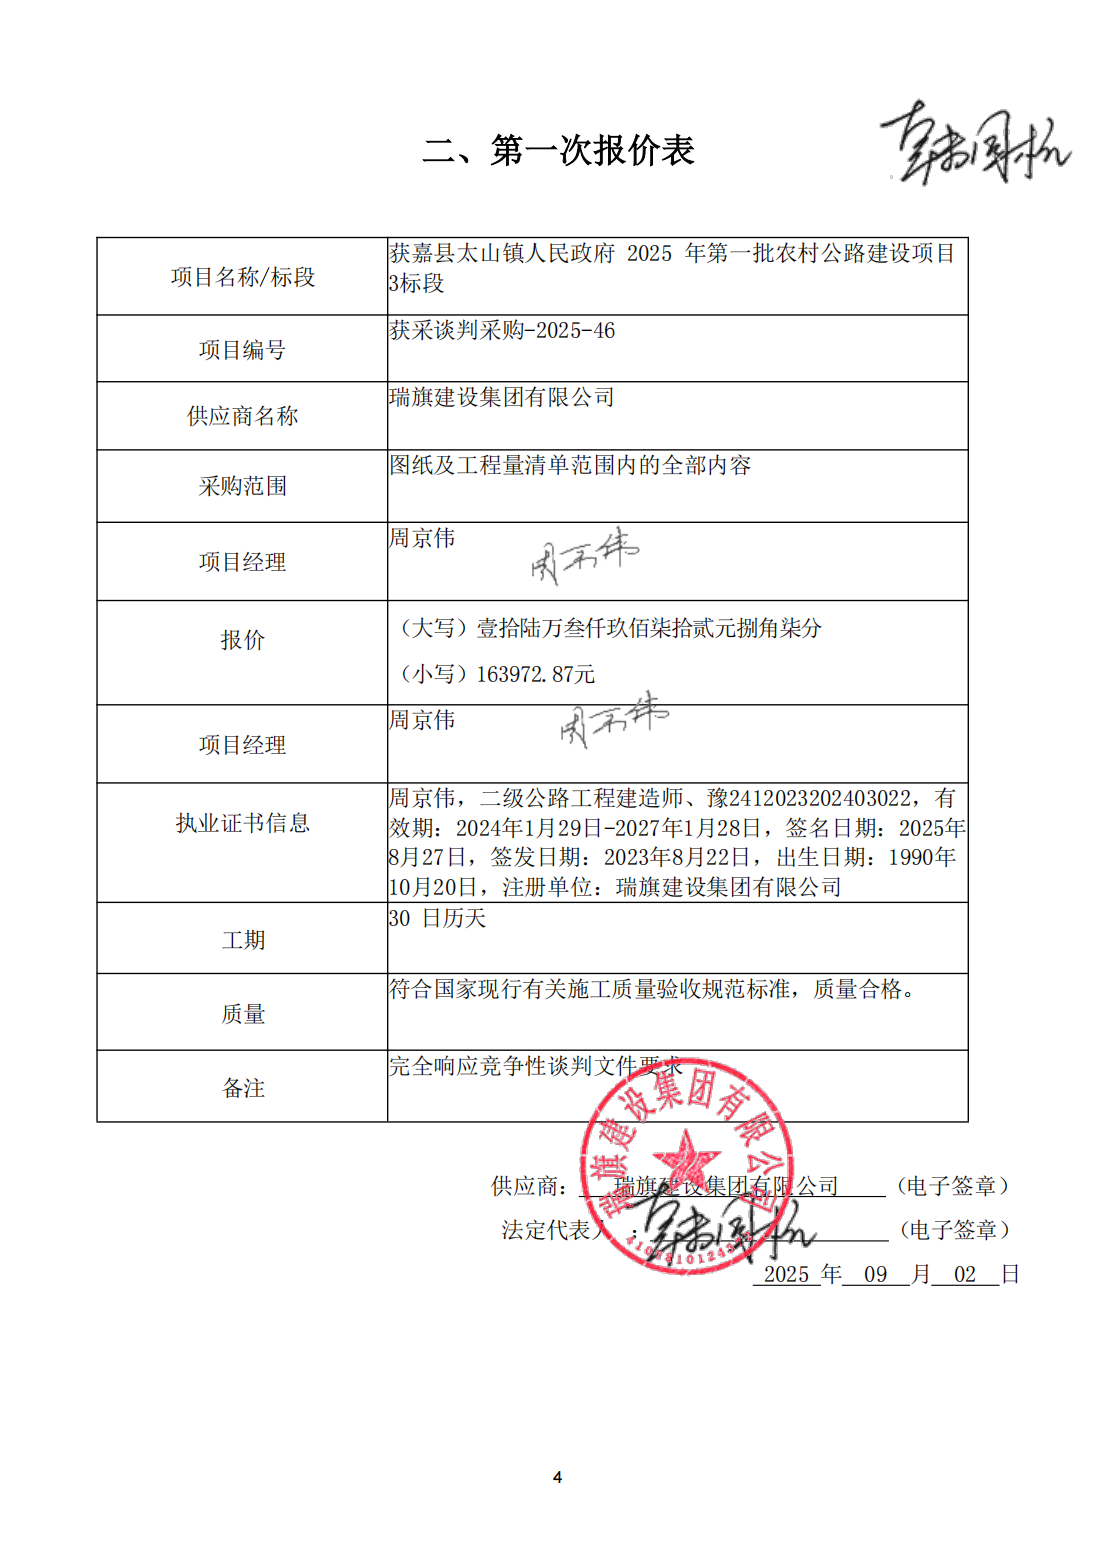 二、第一次报价表
项目名称/标段
获嘉县太山镇人民政府 2025 年第一批农村公路建设项目
3标段
项目编号
获采谈判采购-2025-46
供应商名称
瑞旗建设集团有限公司
采购范围
图纸及工程量清单范围内的全部内容
项目经理
周京伟
周京伟
报价
（大写）壹拾陆万叁仟玖佰柒拾贰元捌角柒分
（小写）163972.87元
项目经理
周京伟
周京伟
执业证书信息
周京伟，二级公路工程建造师、豫2412023202403022，有
效期：2024年1月29日-2027年1月28日，签名日期：2025年
8月27日，签发日期：2023年8月22日，出生日期：1990年
10月20日，注册单位：瑞旗建设集团有限公司
工期
30 日历天
质量
符合国家现行有关施工质量验收规范标准，质量合格。
备注
完全响应竞争性谈判文件要求
瑞旗建设集团有限公司
供应商：瑞旗建设集团有限公司（电子签章）
法定代表人：（电子签章）
2025 年 09 月 02 日
4